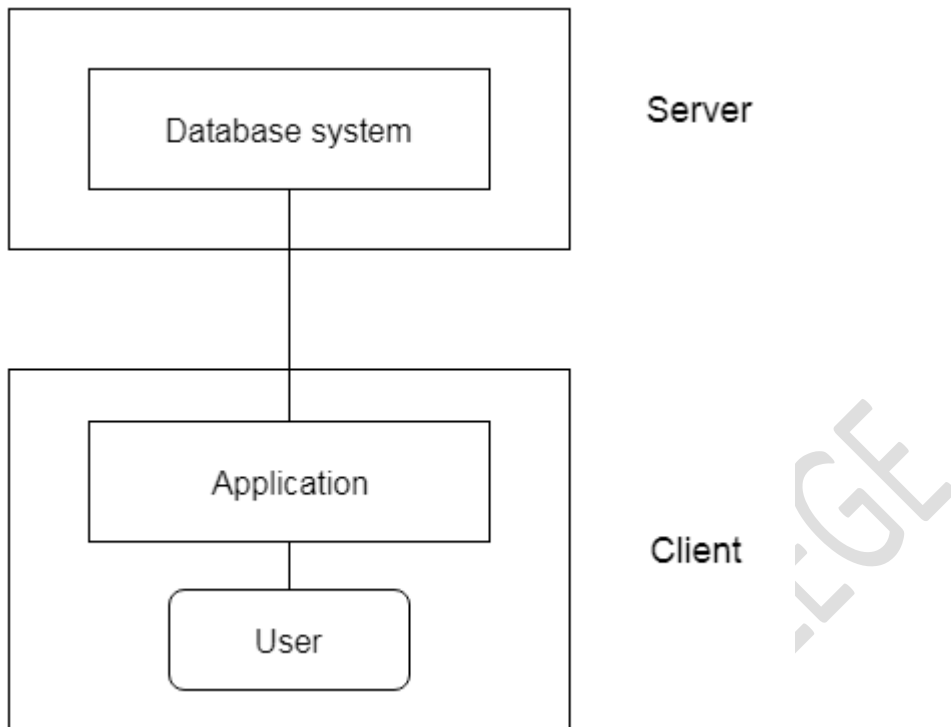 Database system
Server
Application
Client
User